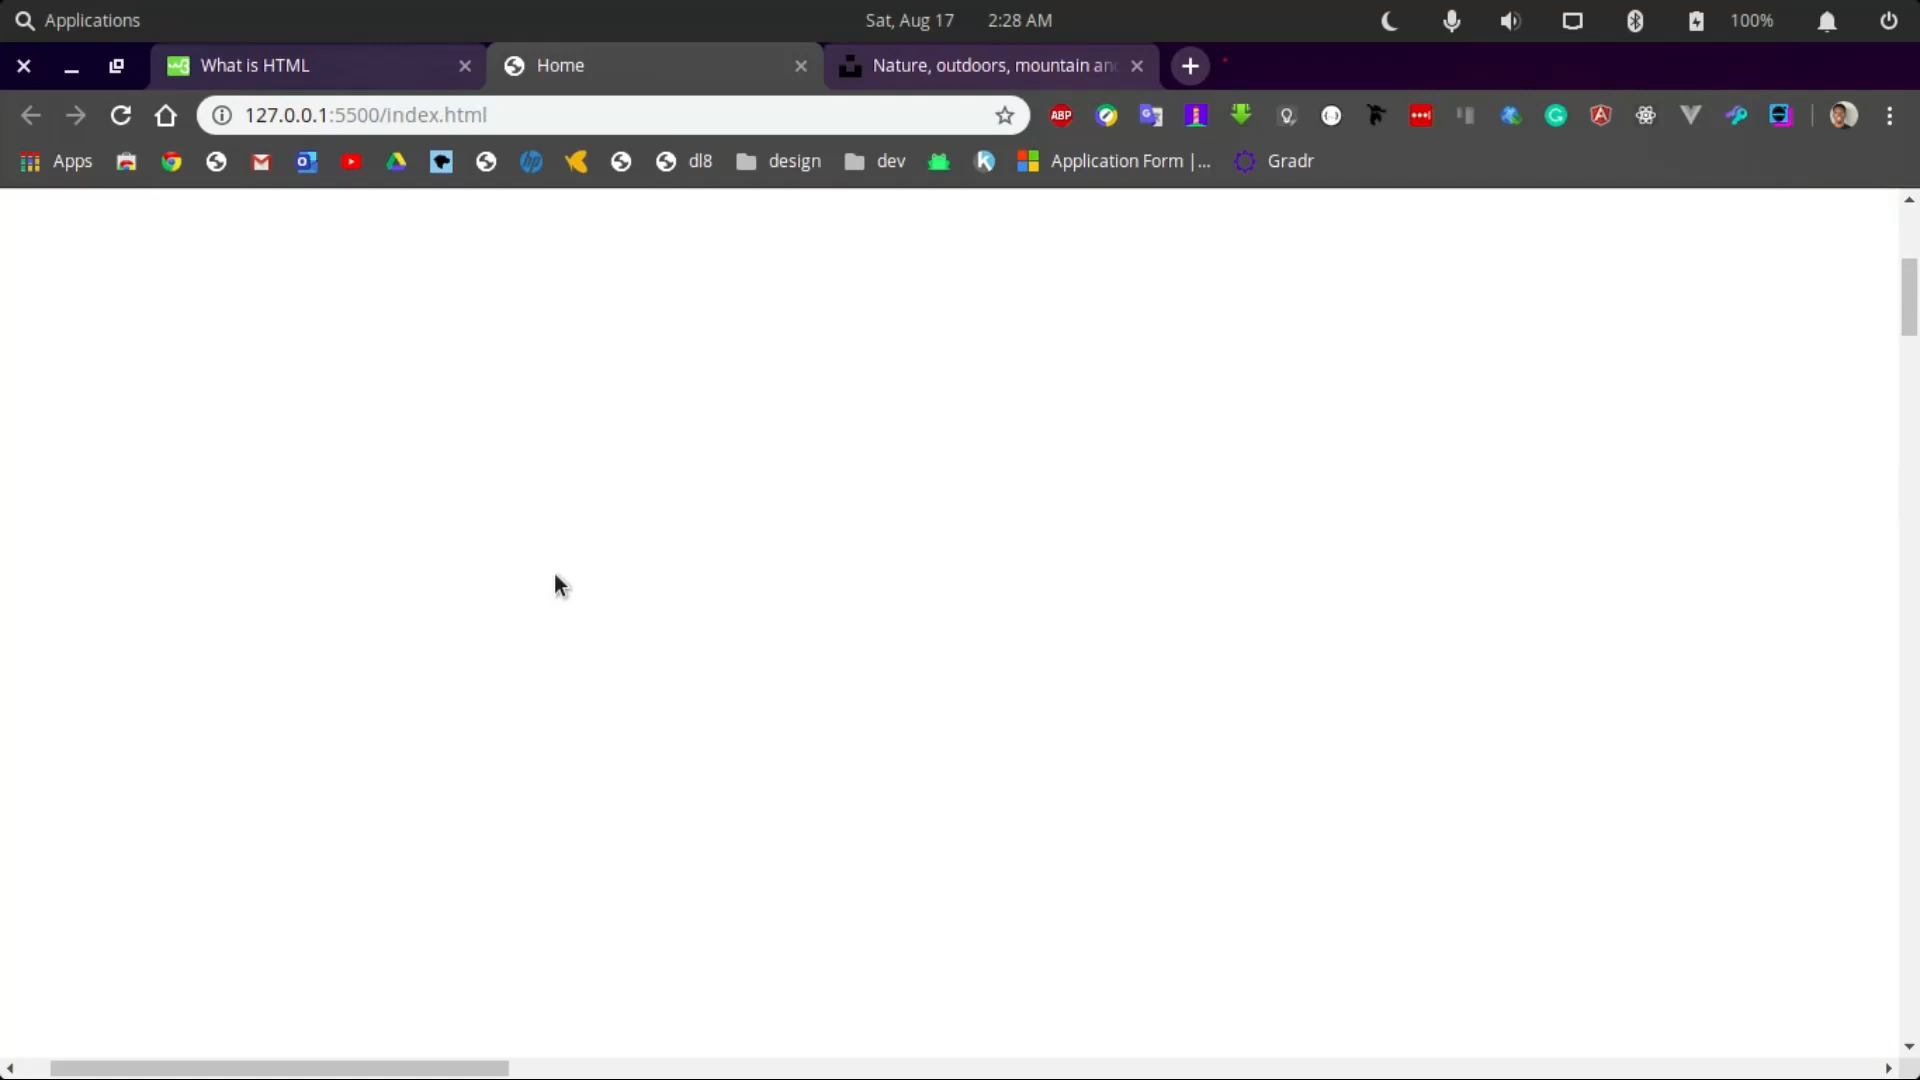 Applications
Sat, Aug 17 2:28 AM
100%
What is HTML
Home
Nature, outdoors, mountain an
127.0.0.1:5500/index.html
ABP
Apps
dl8
design
dev
Application Form |...
Gradr